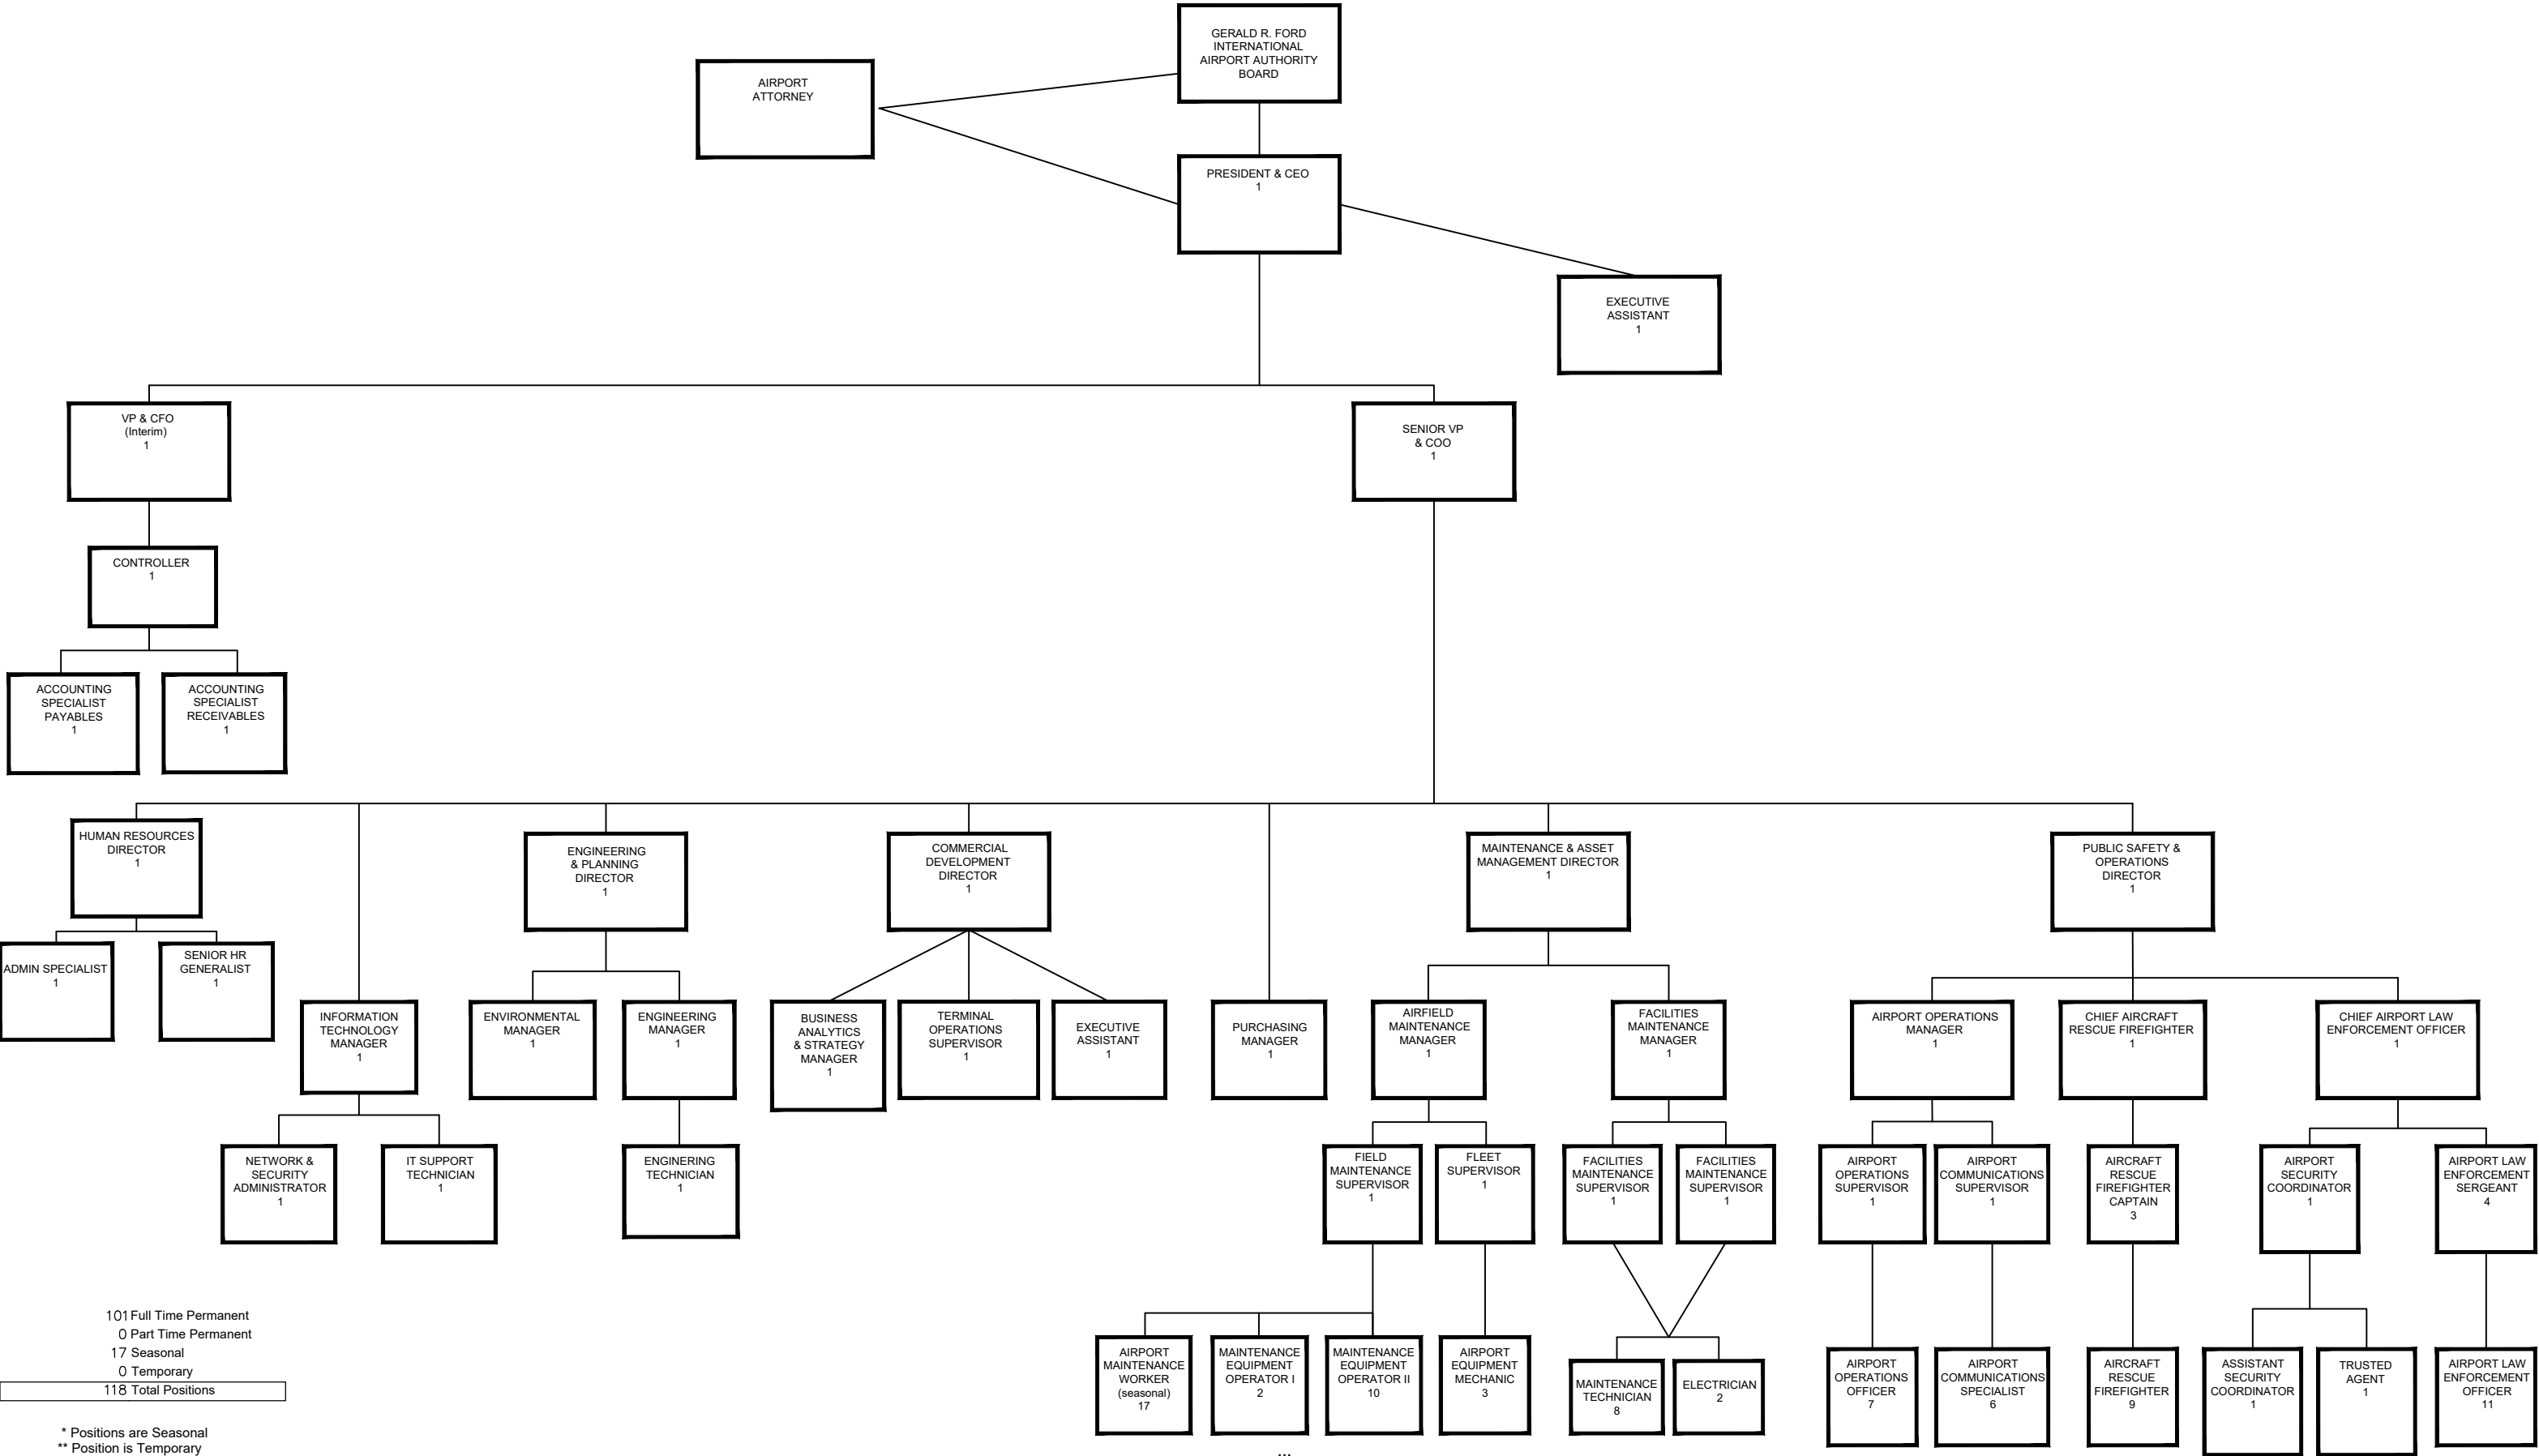 GERALD R. FORD
INTERNATIONAL
AIRPORT AUTHORITY
BOARD
AIRPORT
ATTORNEY
PRESIDENT & CEO
1
EXECUTIVE
ASSISTANT
1
VP & CFO
(Interim)
1
SENIOR VP
& COO
1
CONTROLLER
1
ACCOUNTING
SPECIALIST
PAYABLES
1
ACCOUNTING
SPECIALIST
RECEIVABLES
1
HUMAN RESOURCES
DIRECTOR
1
ENGINEERING
& PLANNING
DIRECTOR
1
COMMERCIAL
DEVELOPMENT
DIRECTOR
1
MAINTENANCE & ASSET
MANAGEMENT DIRECTOR
1
PUBLIC SAFETY &
OPERATIONS
DIRECTOR
1
ADMIN SPECIALIST
1
SENIOR HR
GENERALIST
1
INFORMATION
TECHNOLOGY
MANAGER
1
ENVIRONMENTAL
MANAGER
1
ENGINEERING
MANAGER
1
BUSINESS
ANALYTICS
& STRATEGY
MANAGER
1
TERMINAL
OPERATIONS
SUPERVISOR
1
EXECUTIVE
ASSISTANT
1
PURCHASING
MANAGER
1
AIRFIELD
MAINTENANCE
MANAGER
1
FACILITIES
MAINTENANCE
MANAGER
1
AIRPORT OPERATIONS
MANAGER
1
CHIEF AIRCRAFT
RESCUE FIREFIGHTER
1
CHIEF AIRPORT LAW
ENFORCEMENT OFFICER
1
NETWORK &
SECURITY
ADMINISTRATOR
1
IT SUPPORT
TECHNICIAN
1
ENGINERING
TECHNICIAN
1
FIELD
MAINTENANCE
SUPERVISOR
1
FLEET
SUPERVISOR
1
FACILITIES
MAINTENANCE
SUPERVISOR
1
FACILITIES
MAINTENANCE
SUPERVISOR
1
AIRPORT
OPERATIONS
SUPERVISOR
1
AIRPORT
COMMUNICATIONS
SUPERVISOR
1
AIRCRAFT
RESCUE
FIREFIGHTER
CAPTAIN
3
AIRPORT
SECURITY
COORDINATOR
1
AIRPORT LAW
ENFORCEMENT
SERGEANT
4
AIRPORT
MAINTENANCE
WORKER
(seasonal)
17
MAINTENANCE
EQUIPMENT
OPERATOR I
2
MAINTENANCE
EQUIPMENT
OPERATOR II
10
AIRPORT
EQUIPMENT
MECHANIC
3
MAINTENANCE
TECHNICIAN
8
ELECTRICIAN
2
AIRPORT
OPERATIONS
OFFICER
7
AIRPORT
COMMUNICATIONS
SPECIALIST
6
AIRCRAFT
RESCUE
FIREFIGHTER
9
ASSISTANT
SECURITY
COORDINATOR
1
TRUSTED
AGENT
1
AIRPORT LAW
ENFORCEMENT
OFFICER
11
101 Full Time Permanent
0 Part Time Permanent
17 Seasonal
0 Temporary
118 Total Positions
* Positions are Seasonal
** Position is Temporary